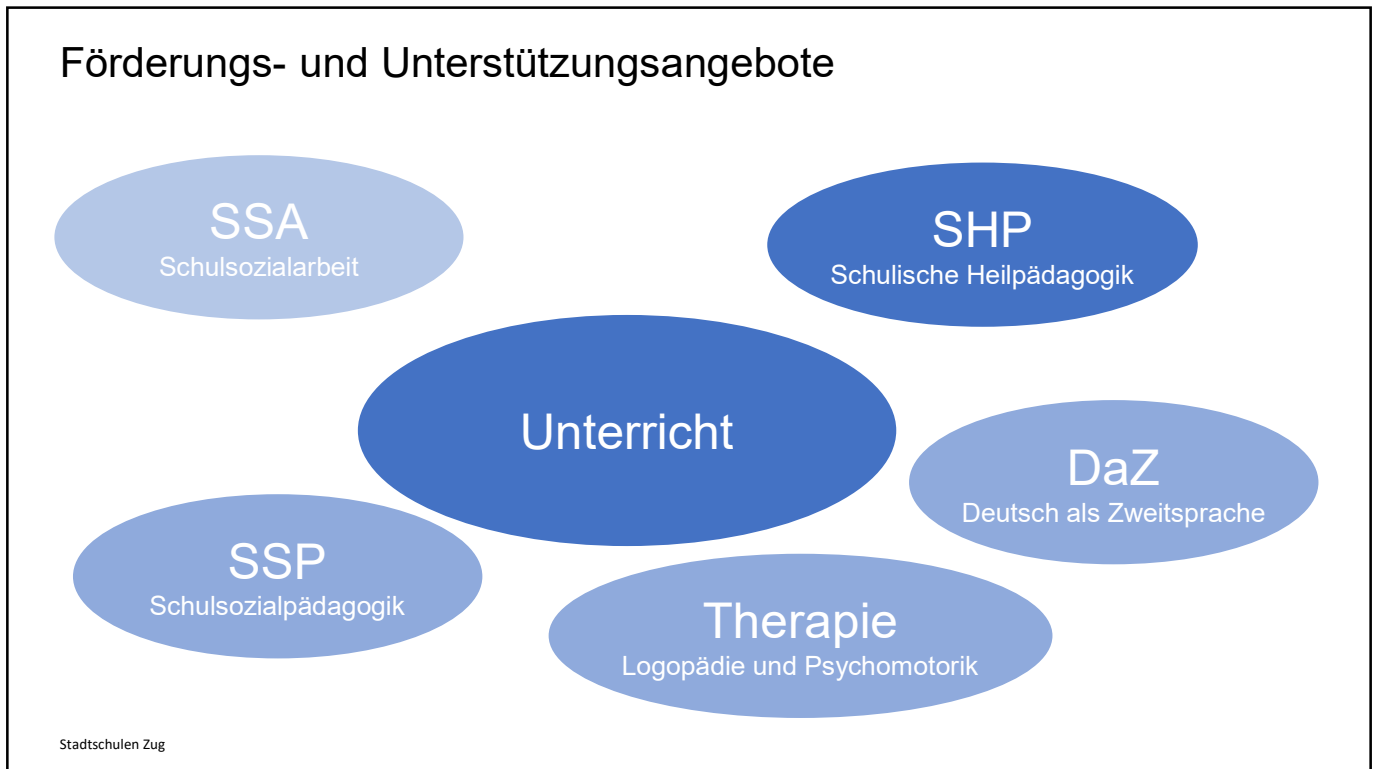 Förderungs- und Unterstützungsangebote
SSA
Schulsozialarbeit
SHP
Schulische Heilpädagogik
Unterricht
DaZ
Deutsch als Zweitsprache
SSP
Schulsozialpädagogik
Therapie
Logopädie und Psychomotorik
Stadtschulen Zug